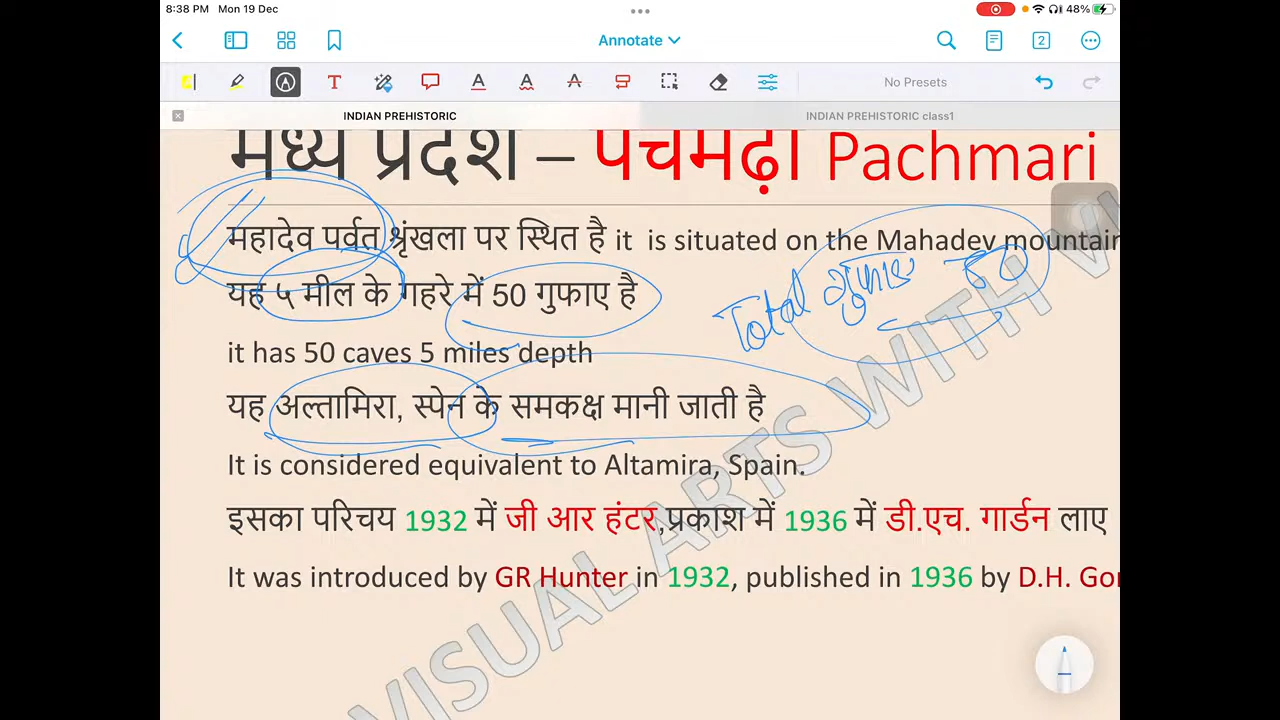 8:38 PM Mon 19 Dec
48%
Annotate
2
No Presets
INDIAN PREHISTORIC
INDIAN PREHISTORIC class1
मध्य प्रदेश – पचमढ़ी Pachmari
महादेव पर्वत श्रृंखला पर स्थित है it is situated on the Mahadev mountain
यह ५ मील के गहरे में 50 गुफाए है
Total गुफाए 50
it has 50 caves 5 miles depth
यह अल्तामिरा, स्पेन के समकक्ष मानी जाती है
It is considered equivalent to Altamira, Spain.
इसका परिचय 1932 में जी आर हंटर,प्रकाश में 1936 में डी.एच. गार्डन लाए
It was introduced by GR Hunter in 1932, published in 1936 by D.H. Gor
VISUAL ARTS WITH